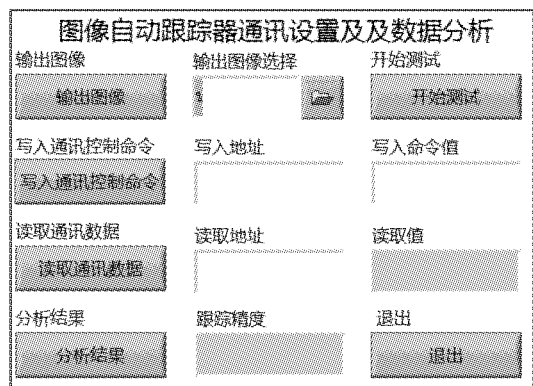 图像自动跟踪器通讯设置及及数据分析
输出图像 输出图像选择 开始测试
输出图像 开始测试
写入通讯控制命令 写入地址 写入命令值
写入通讯控制命令
读取通讯数据 读取地址 读取值
读取通讯数据
分析结果 跟踪精度 退出
分析结果 退出